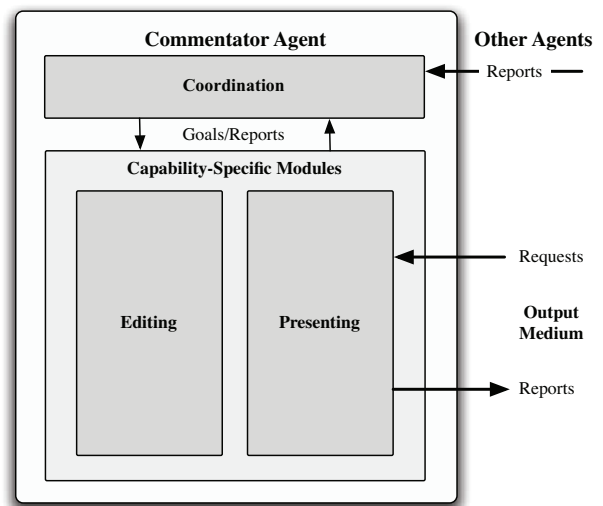 Commentator Agent
Other Agents
Coordination
Reports
Goals/Reports
Capability-Specific Modules
Editing
Presenting
Requests
Output
Medium
Reports